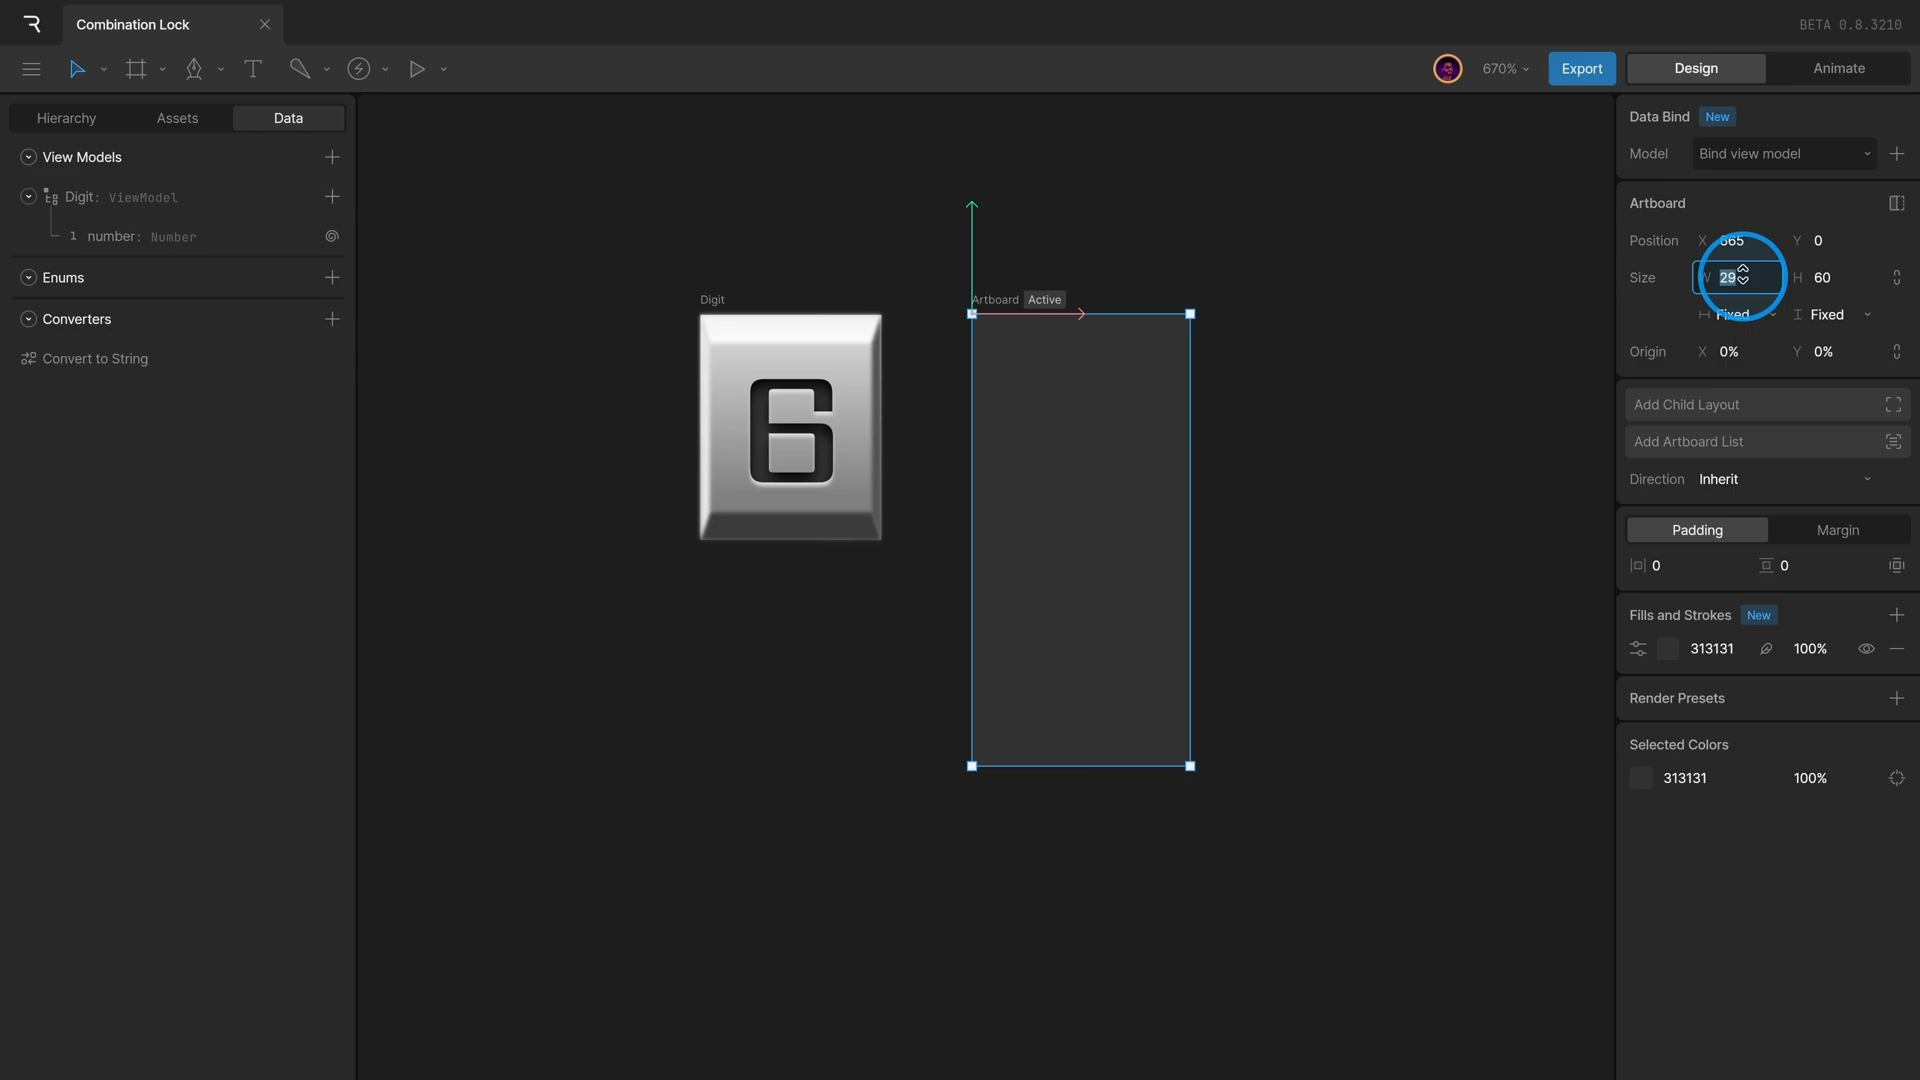 Combination Lock
BETA 0.8.3210
670%
Export
Design
Animate
Hierarchy
Assets
Data
View Models
Digit: ViewModel
1 number: Number
Enums
Converters
Convert to String
Digit
6
Artboard Active
Data Bind New
Model Bind view model
Artboard
Position X 665 Y 0
Size W 29 H 60
Fixed Fixed
Origin X 0% Y 0%
Add Child Layout
Add Artboard List
Direction Inherit
Padding Margin
0 0
Fills and Strokes New
313131 100%
Render Presets
Selected Colors
313131 100%